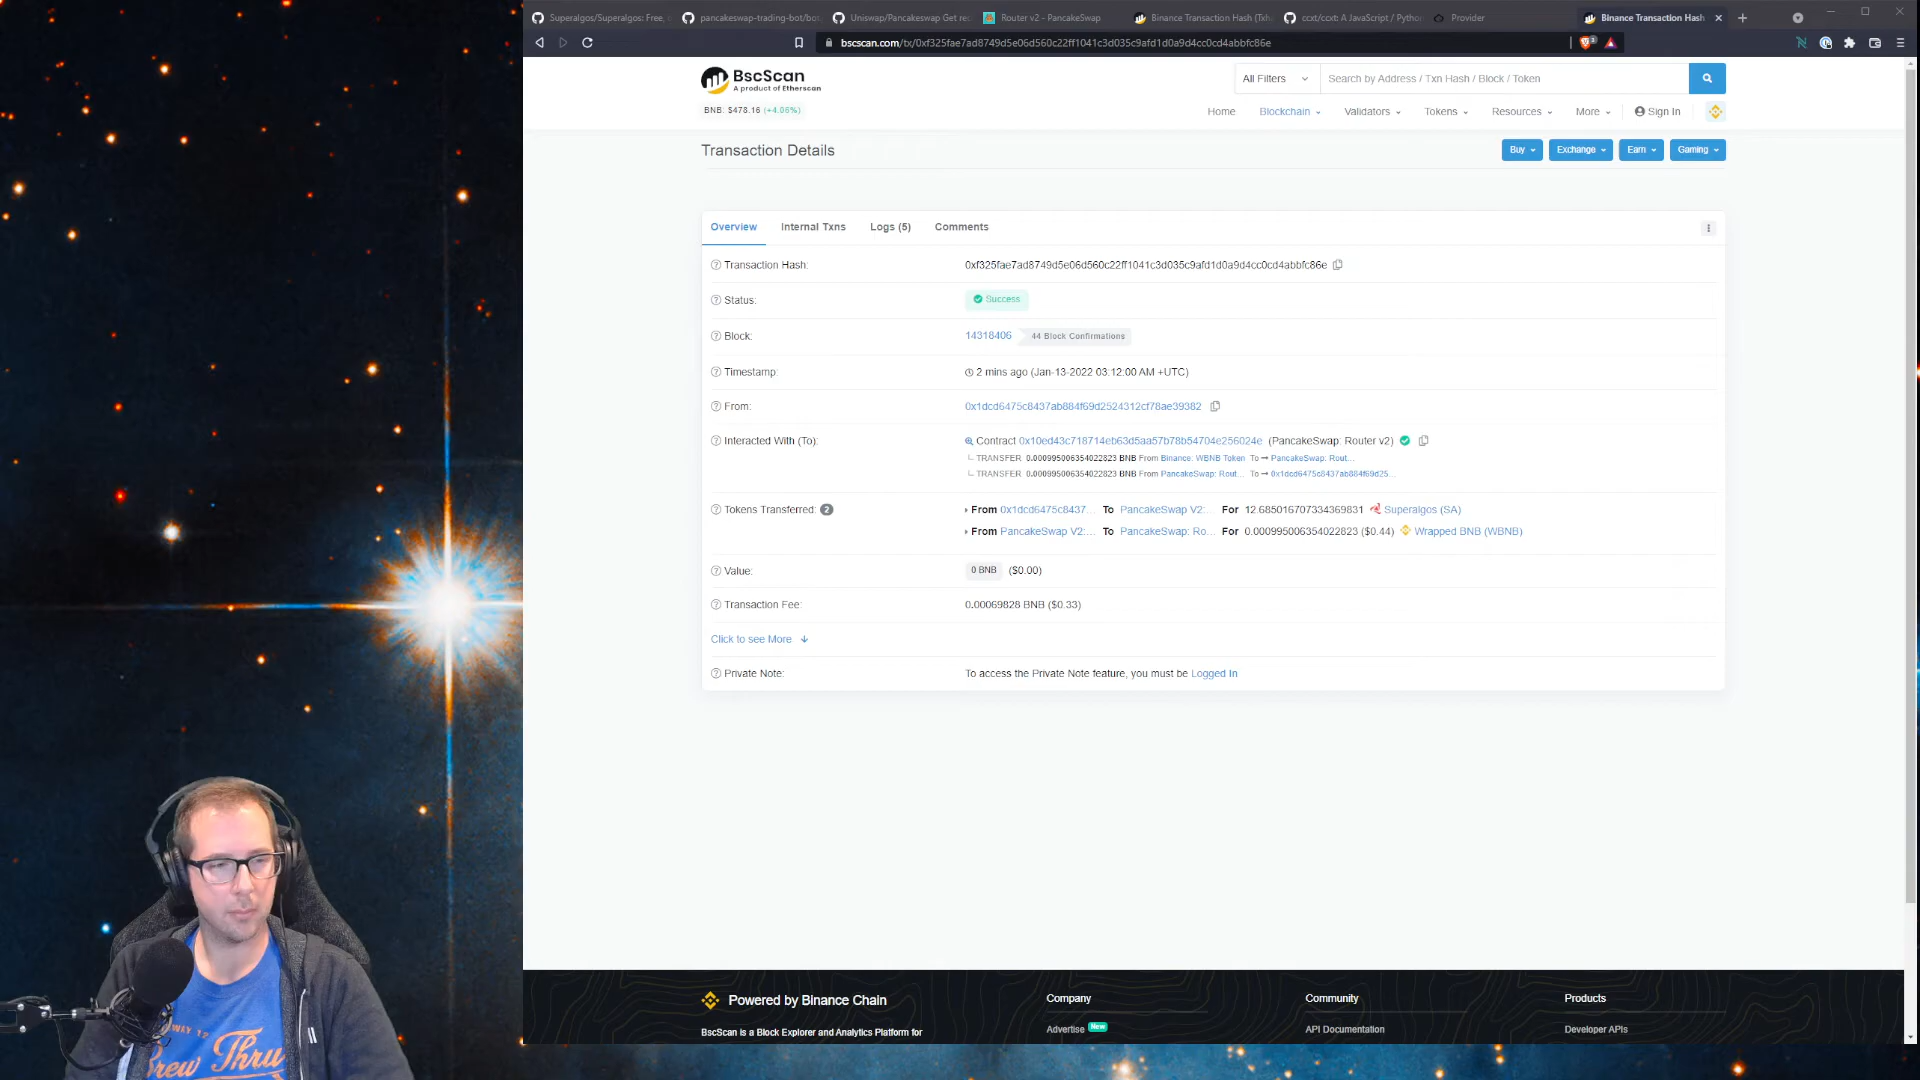 Superalgos/Superalgos: Free, o
pancakeswap-trading-bot/bot.
Uniswap/Pancakeswap Get re
Router v2 - PancakeSwap
Binance Transaction Hash (Txha
ccxt/ccxt: A JavaScript / Pytho
Provider
Binance Transaction Hash
bscscan.com/tx/0xf325fae7ad8749d5e06d560c22ff1041c3d035c9afd1d0a9d4cc0cd4abbfc86e
BscScan
A product of Etherscan
All Filters
Search by Address / Txn Hash / Block / Token
BNB: $478.16 (+4.06%)
Home
Blockchain
Validators
Tokens
Resources
More
Sign In
Transaction Details
Buy
Exchange
Earn
Gaming
Overview
Internal Txns
Logs (5)
Comments
Transaction Hash:
0xf325fae7ad8749d5e06d560c22ff1041c3d035c9afd1d0a9d4cc0cd4abbfc86e
Status:
Success
Block:
14318406
44 Block Confirmations
Timestamp:
2 mins ago (Jan-13-2022 03:12:00 AM +UTC)
From:
0x1dcd6475c8437ab884f69d2524312cf78ae39382
Interacted With (To):
Contract 0x10ed43c718714eb63d5aa57b78b54704e256024e (PancakeSwap: Router v2)
TRANSFER 0.000995006354022823 BNB From Binance: WBNB Token To → PancakeSwap: Rout...
TRANSFER 0.000995006354022823 BNB From PancakeSwap: Rout... To → 0x1dcd6475c8437ab884f69d25...
Tokens Transferred: 2
From 0x1dcd6475c8437... To PancakeSwap V2:... For 12.685016707334369831 Superalgos (SA)
From PancakeSwap V2:... To PancakeSwap: Ro... For 0.000995006354022823 ($0.44) Wrapped BNB (WBNB)
Value:
0 BNB ($0.00)
Transaction Fee:
0.00069828 BNB ($0.33)
Click to see More
Private Note:
To access the Private Note feature, you must be Logged In
Powered by Binance Chain
Company
Community
Products
BscScan is a Block Explorer and Analytics Platform for
Advertise New
API Documentation
Developer APIs
WAY 12
Brew Thru